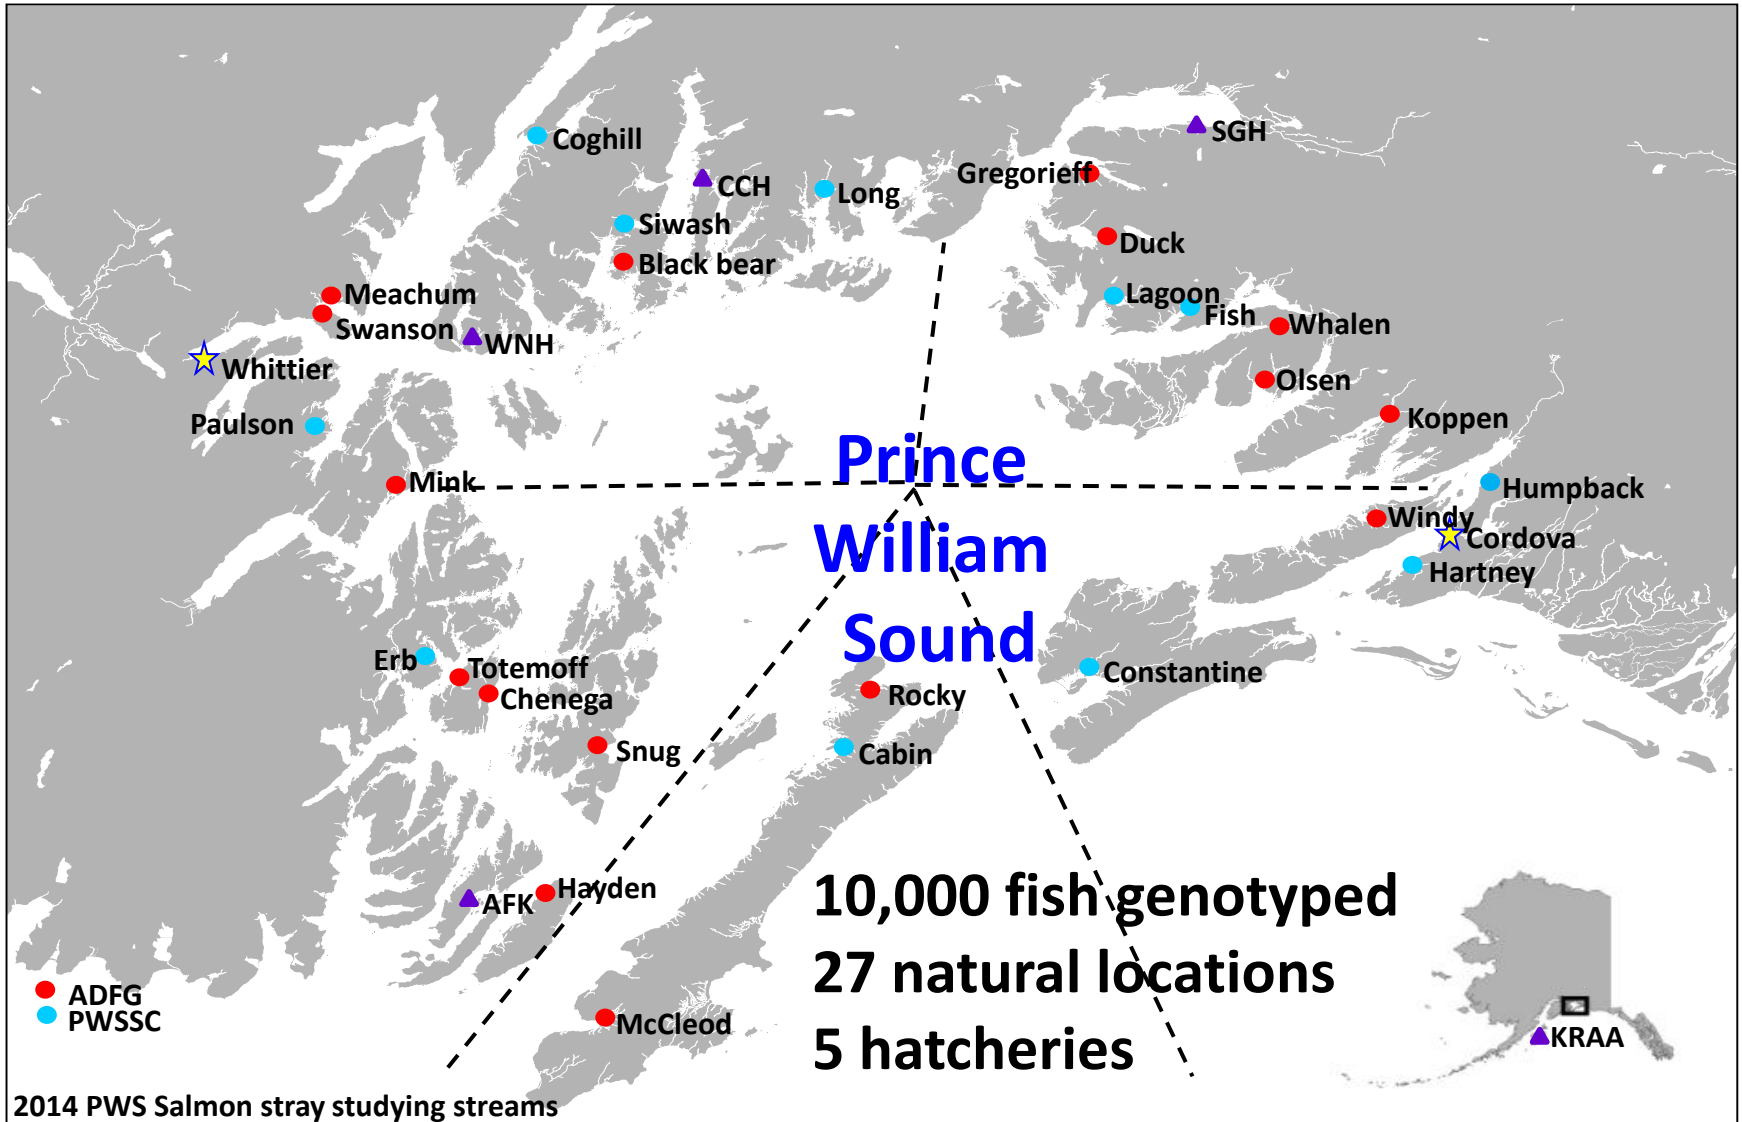 Coghill
SGH
Gregorieff
CCH
Long
Siwash
Duck
Black bear
Meachum
Lagoon
Fish
Swanson
Whalen
WNH
Whittier
Olsen
Paulson
Koppen
Prince
William
Sound
Mink
Humpback
Windy
Cordova
Hartney
Erb
Totemoff
Chenega
Constantine
Rocky
Snug
Cabin
Hayden
AFK
10,000 fish genotyped
27 natural locations
5 hatcheries
ADFG
PWSSC
McCleod
KRAA
2014 PWS Salmon stray studying streams